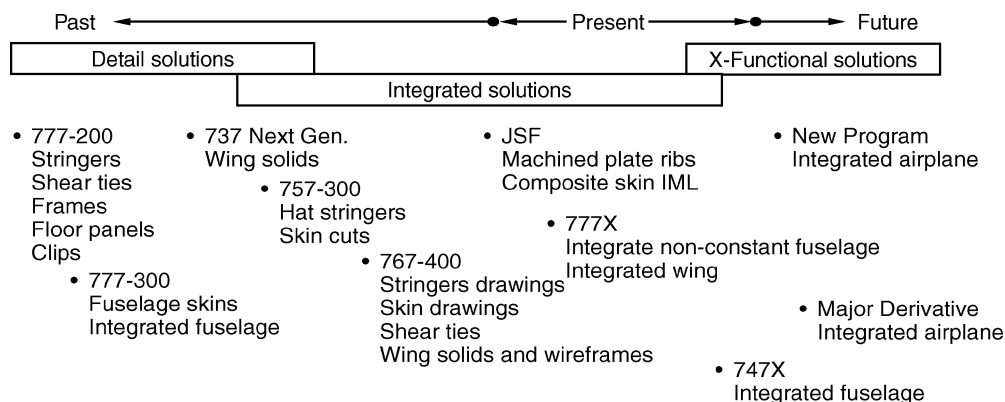 Past Present Future
Detail solutions
X-Functional solutions
Integrated solutions
• 777-200
Stringers
Shear ties
Frames
Floor panels
Clips
• 777-300
Fuselage skins
Integrated fuselage
• 737 Next Gen.
Wing solids
• 757-300
Hat stringers
Skin cuts
• 767-400
Stringers drawings
Skin drawings
Shear ties
Wing solids and wireframes
• JSF
Machined plate ribs
Composite skin IML
• 777X
Integrate non-constant fuselage
Integrated wing
• 747X
Integrated fuselage
• New Program
Integrated airplane
• Major Derivative
Integrated airplane